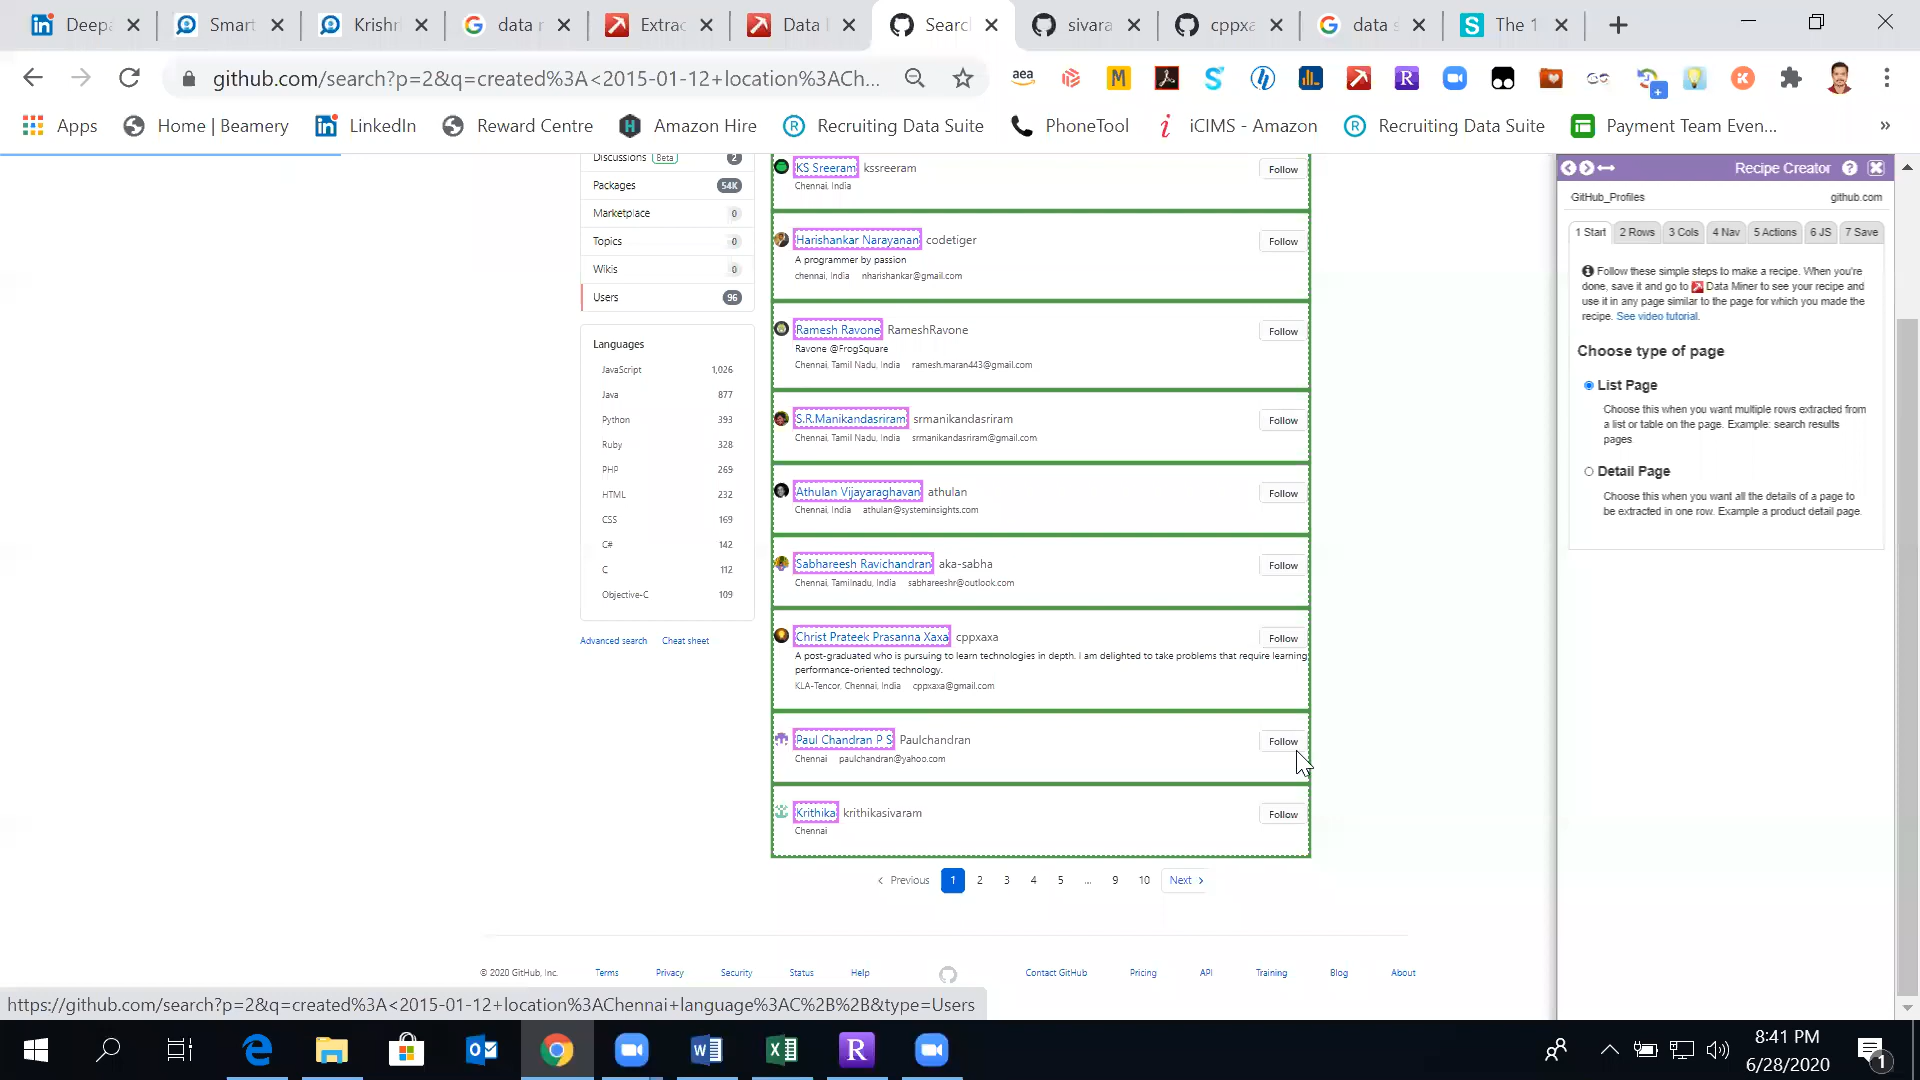 Deepa
Smart
Krishn
data r
Extrac
Data
Searc
sivara
cppxa
data s
The 1
github.com/search?p=2&q=created%3A<2015-01-12+location%3ACh...
Apps
Home | Beamery
LinkedIn
Reward Centre
Amazon Hire
Recruiting Data Suite
PhoneTool
iCIMS - Amazon
Recruiting Data Suite
Payment Team Even...
»
Discussions Beta 2
Packages 54K
Marketplace 0
Topics 0
Wikis 0
Users 96
Languages
JavaScript 1,026
Java 877
Python 393
Ruby 328
PHP 269
HTML 232
CSS 169
C# 142
C 112
Objective-C 109
Advanced search Cheat sheet
KS Sreeram kssreeram Follow
Chennai, India
Harishankar Narayanan codetiger Follow
A programmer by passion
chennai, India nharishankar@gmail.com
Ramesh Ravone RameshRavone Follow
Ravone @FrogSquare
Chennai, Tamil Nadu, India ramesh.maran443@gmail.com
S.R.Manikandasriram srmanikandasriram Follow
Chennai, Tamil Nadu, India srmanikandasriram@gmail.com
Athulan Vijayaraghavan athulan Follow
Chennai, India athulan@systeminsights.com
Sabhareesh Ravichandran aka-sabha Follow
Chennai, Tamilnadu, India sabhareeshr@outlook.com
Christ Prateek Prasanna Xaxa cppxaxa Follow
A post-graduated who is pursuing to learn technologies in depth. I am delighted to take problems that require learning
performance-oriented technology.
KLA-Tencor, Chennai, India cppxaxa@gmail.com
Paul Chandran P S Paulchandran Follow
Chennai paulchandran@yahoo.com
Krithika krithikasivaram Follow
Chennai
‹ Previous 1 2 3 4 5 ... 9 10 Next ›
© 2020 GitHub, Inc. Terms Privacy Security Status Help Contact GitHub Pricing API Training Blog About
Recipe Creator
GitHub_Profiles github.com
1 Start 2 Rows 3 Cols 4 Nav 5 Actions 6 JS 7 Save
Follow these simple steps to make a recipe. When you're
done, save it and go to Data Miner to see your recipe and
use it in any page similar to the page for which you made the
recipe. See video tutorial.
Choose type of page
List Page
Choose this when you want multiple rows extracted from
a list or table on the page. Example: search results
pages
Detail Page
Choose this when you want all the details of a page to
be extracted in one row. Example a product detail page.
https://github.com/search?p=2&q=created%3A<2015-01-12+location%3AChennai+language%3AC%2B%2B&type=Users
8:41 PM
6/28/2020
1